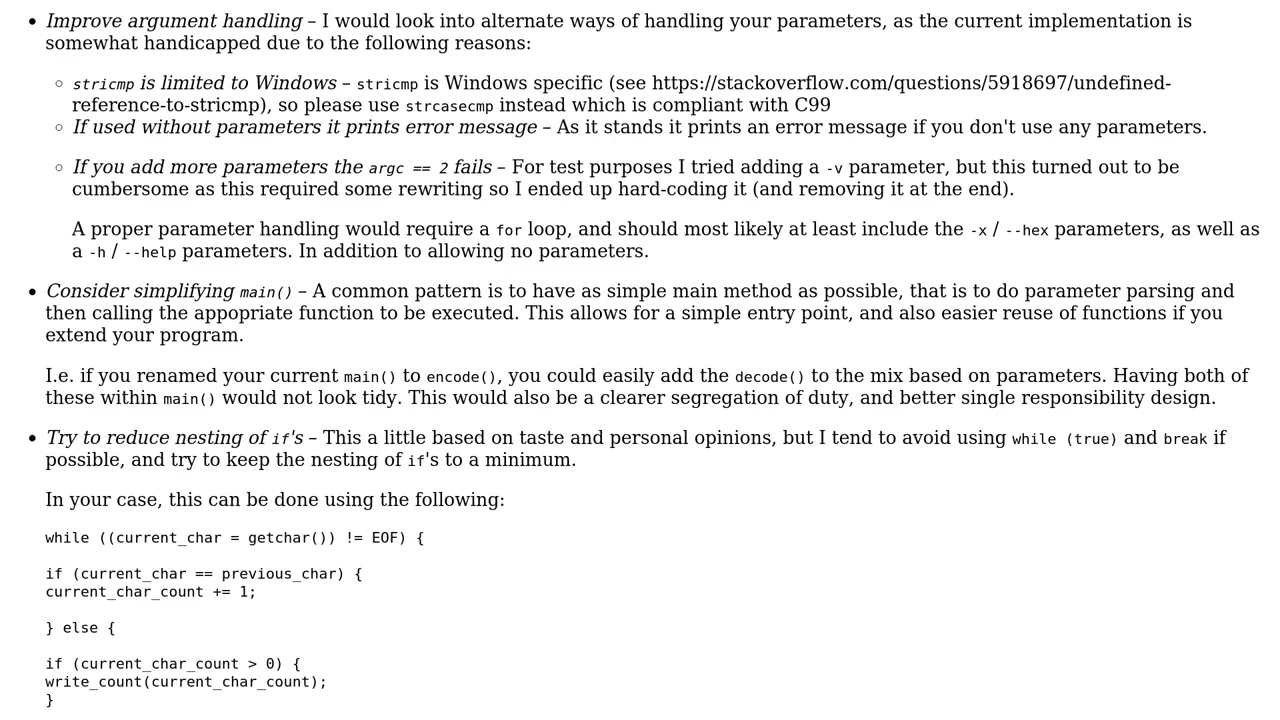 • Improve argument handling – I would look into alternate ways of handling your parameters, as the current implementation is
somewhat handicapped due to the following reasons:
◦ stricmp is limited to Windows – stricmp is Windows specific (see https://stackoverflow.com/questions/5918697/undefined-
reference-to-stricmp), so please use strcasecmp instead which is compliant with C99
◦ If used without parameters it prints error message – As it stands it prints an error message if you don't use any parameters.
◦ If you add more parameters the argc == 2 fails – For test purposes I tried adding a -v parameter, but this turned out to be
cumbersome as this required some rewriting so I ended up hard-coding it (and removing it at the end).
A proper parameter handling would require a for loop, and should most likely at least include the -x / --hex parameters, as well as
a -h / --help parameters. In addition to allowing no parameters.
• Consider simplifying main() – A common pattern is to have as simple main method as possible, that is to do parameter parsing and
then calling the appopriate function to be executed. This allows for a simple entry point, and also easier reuse of functions if you
extend your program.
I.e. if you renamed your current main() to encode(), you could easily add the decode() to the mix based on parameters. Having both of
these within main() would not look tidy. This would also be a clearer segregation of duty, and better single responsibility design.
• Try to reduce nesting of if's – This a little based on taste and personal opinions, but I tend to avoid using while (true) and break if
possible, and try to keep the nesting of if's to a minimum.
In your case, this can be done using the following:
while ((current_char = getchar()) != EOF) {
if (current_char == previous_char) {
current_char_count += 1;
} else {
if (current_char_count > 0) {
write_count(current_char_count);
}